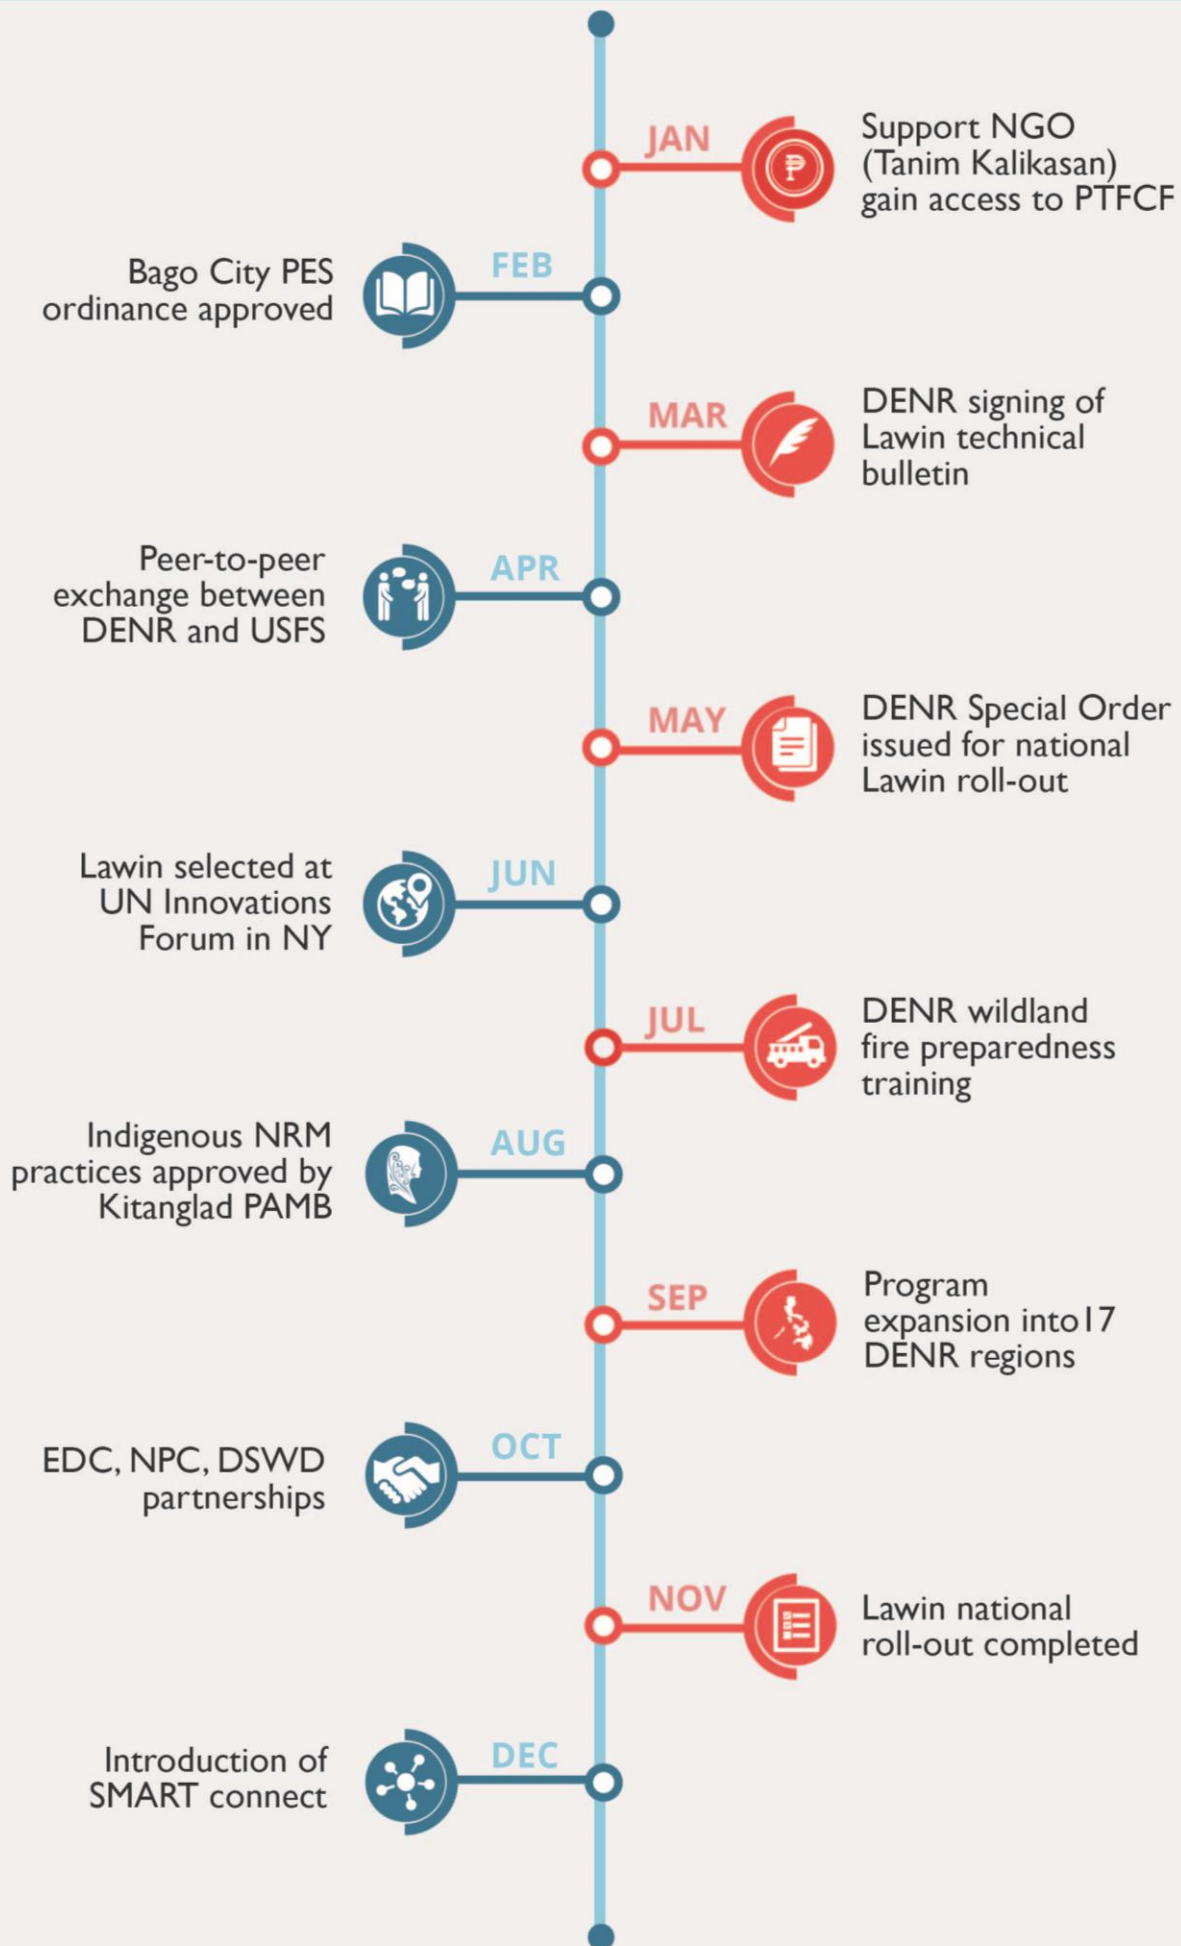 JAN
Support NGO
(Tanim Kalikasan)
gain access to PTFCF
FEB
Bago City PES
ordinance approved
MAR
DENR signing of
Lawin technical
bulletin
APR
Peer-to-peer
exchange between
DENR and USFS
MAY
DENR Special Order
issued for national
Lawin roll-out
JUN
Lawin selected at
UN Innovations
Forum in NY
JUL
DENR wildland
fire preparedness
training
AUG
Indigenous NRM
practices approved by
Kitanglad PAMB
SEP
Program
expansion into17
DENR regions
OCT
EDC, NPC, DSWD
partnerships
NOV
Lawin national
roll-out completed
DEC
Introduction of
SMART connect